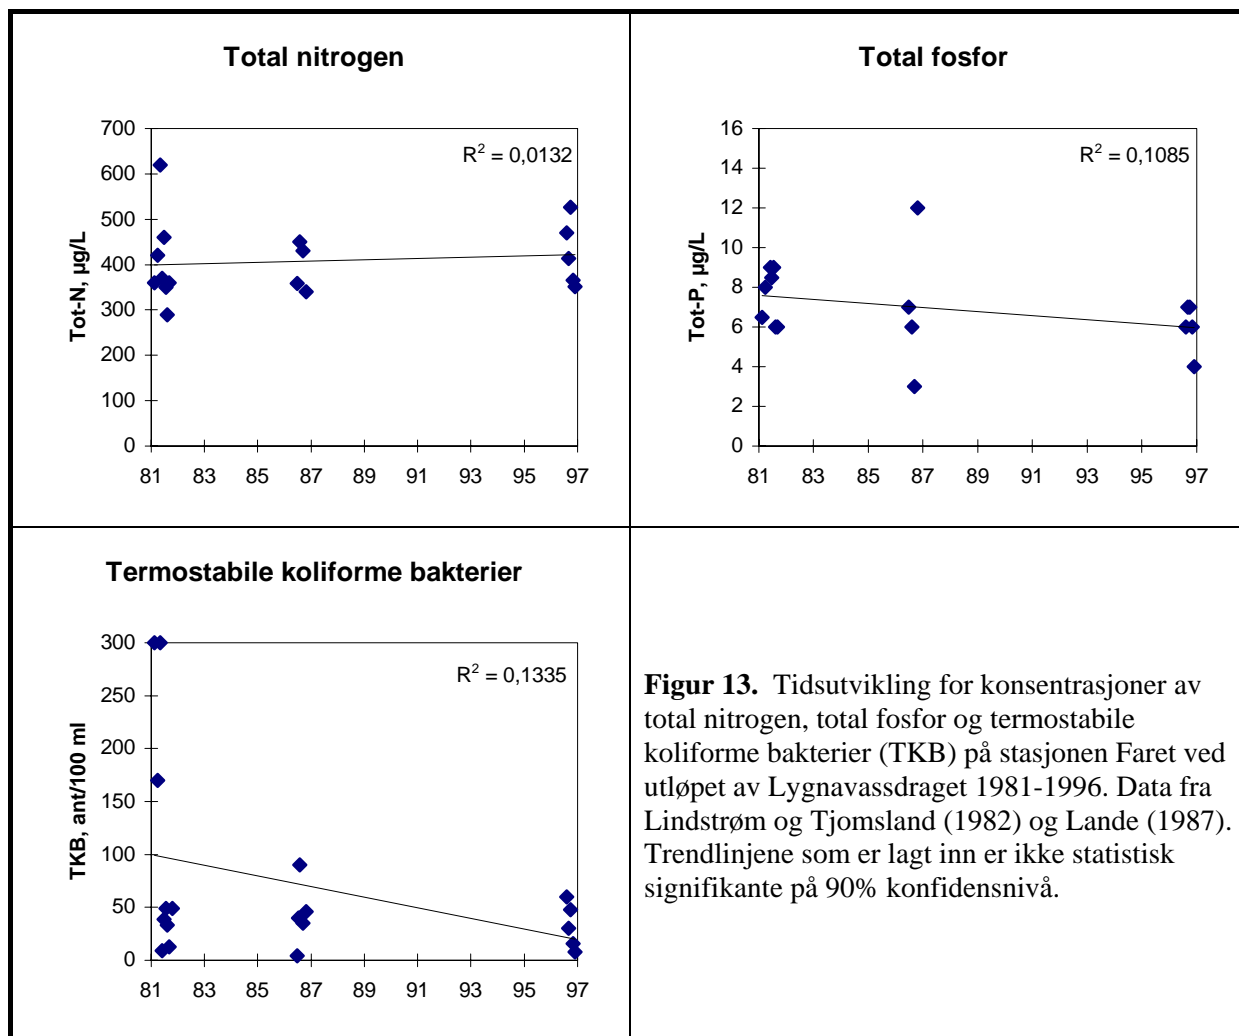 Total nitrogen
R² = 0,0132
Tot-N, µg/L
700
600
500
400
300
200
100
0
81 83 85 87 89 91 93 95 97
Total fosfor
R² = 0,1085
Tot-P, µg/L
16
14
12
10
8
6
4
2
0
81 83 85 87 89 91 93 95 97
Termostabile koliforme bakterier
R² = 0,1335
TKB, ant/100 ml
300
250
200
150
100
50
0
81 83 85 87 89 91 93 95 97
Figur 13. Tidsutvikling for konsentrasjoner av
total nitrogen, total fosfor og termostabile
koliforme bakterier (TKB) på stasjonen Faret ved
utløpet av Lygnavassdraget 1981-1996. Data fra
Lindstrøm og Tjomsland (1982) og Lande (1987).
Trendlinjene som er lagt inn er ikke statistisk
signifikante på 90% konfidensnivå.